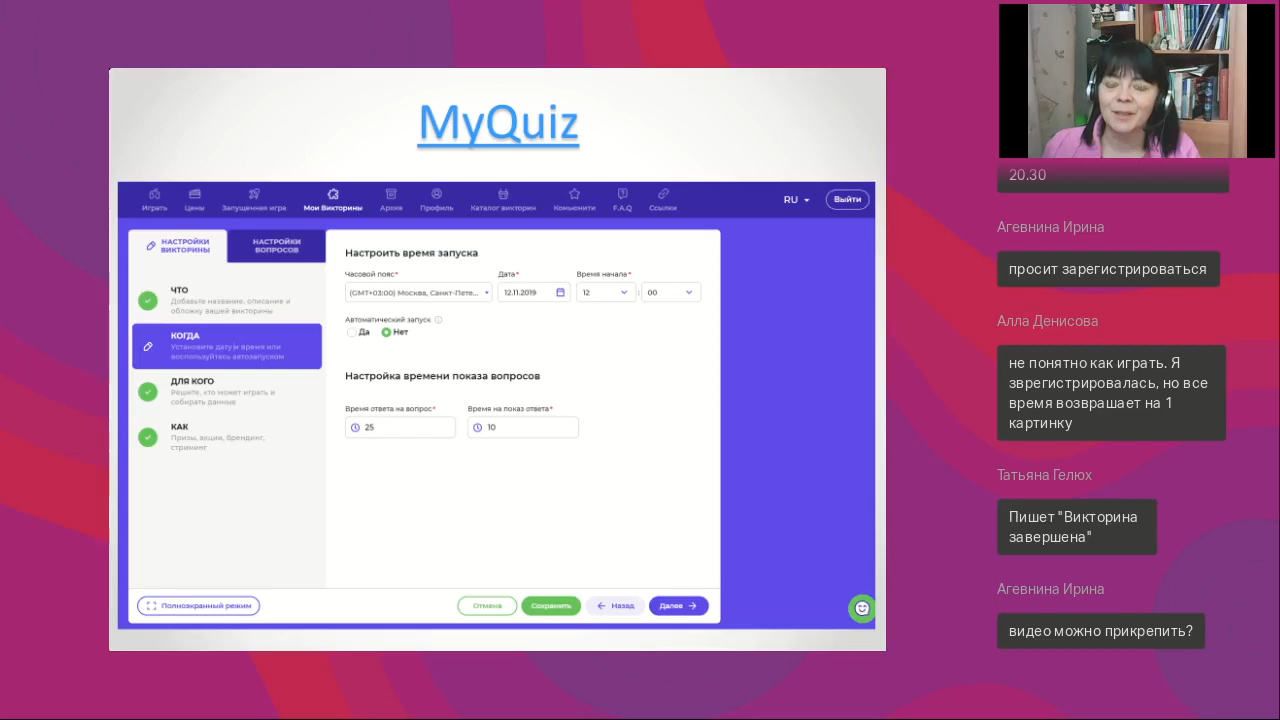 MyQuiz
Играть Цены Запущенная игра Мои Викторины Архив Профиль Каталог викторин Комьюнити F.A.Q Ссылки RU Выйти
НАСТРОЙКИ ВИКТОРИНЫ
НАСТРОЙКИ ВОПРОСОВ
ЧТО
Добавьте название, описание и
обложку вашей викторины
КОГДА
Установите дату и время или
воспользуйтесь автозапуском
ДЛЯ КОГО
Решите, кто может играть и
собирать данные
КАК
Призы, акции, брендинг,
стриминг
Настроить время запуска
Часовой пояс* Дата* Время начала*
(GMT+03:00) Москва, Санкт-Пете... 12.11.2019 12 : 00
Автоматический запуск
Да Нет
Настройка времени показа вопросов
Время ответа на вопрос* Время на показ ответа*
25 10
Полноэкранный режим Отмена Сохранить Назад Далее
20.30
Агевнина Ирина
просит зарегистрироваться
Алла Денисова
не понятно как играть. Я
зврегистрировалась, но все
время возврашает на 1
картинку
Татьяна Гелюх
Пишет "Викторина
завершена"
Агевнина Ирина
видео можно прикрепить?